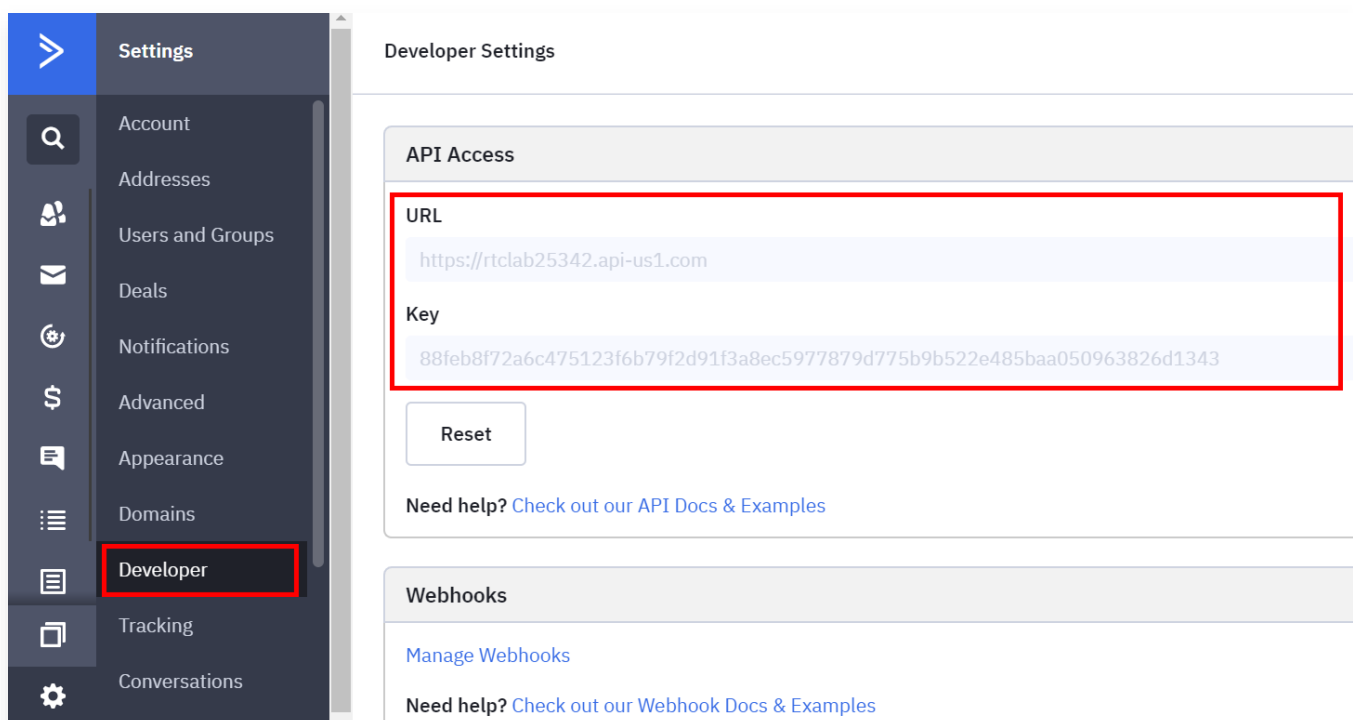 Settings
Account
Addresses
Users and Groups
Deals
Notifications
Advanced
Appearance
Domains
Developer
Tracking
Conversations
Developer Settings
API Access
URL
https://rtclab25342.api-us1.com
Key
88feb8f72a6c475123f6b79f2d91f3a8ec5977879d775b9b522e485baa050963826d1343
Reset
Need help? Check out our API Docs & Examples
Webhooks
Manage Webhooks
Need help? Check out our Webhook Docs & Examples